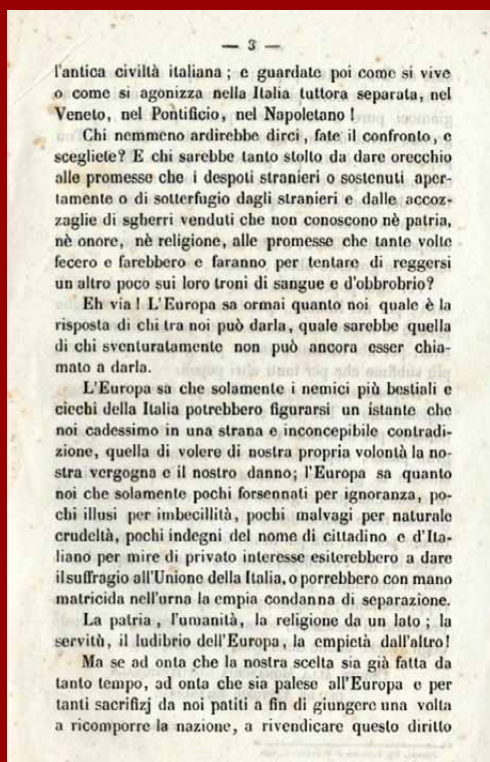 — 3 —
l'antica civiltà italiana ; e guardate poi come si vive
o come si agonizza nella Italia tuttora separata, nel
Veneto, nel Pontificio, nel Napoletano !
Chi nemmeno ardirebbe dirci, fate il confronto, e
scegliete? E chi sarebbe tanto stolto da dare orecchio
alle promesse che i despoti stranieri o sostenuti aper-
tamente o di sotterfugio dagli stranieri e dalle accoz-
zaglie di sgherri venduti che non conoscono nè patria,
nè onore, nè religione, alle promesse che tante volte
fecero e farebbero e faranno per tentare di reggersi
un altro poco sui loro troni di sangue e d'obbrobrio?
Eh via ! L'Europa sa ormai quanto noi quale è la
risposta di chi tra noi può darla, quale sarebbe quella
di chi sventuratamente non può ancora esser chia-
mato a darla.
L'Europa sa che solamente i nemici più bestiali e
ciechi della Italia potrebbero figurarsi un istante che
noi cadessimo in una strana e inconcepibile contradi-
zione, quella di volere di nostra propria volontà la no-
stra vergogna e il nostro danno; l'Europa sa quanto
noi che solamente pochi forsennati per ignoranza, po-
chi illusi per imbecillità, pochi malvagi per naturale
crudeltà, pochi indegni del nome di cittadino e d'Ita-
liano per mire di privato interesse esiterebbero a dare
il suffragio all'Unione della Italia, o porrebbero con mano
matricida nell'urna la empia condanna di separazione.
La patria , l'umanità, la religione da un lato ; la
servitù, il ludibrio dell'Europa, la empietà dall'altro!
Ma se ad onta che la nostra scelta sia già fatta da
tanto tempo, ad onta che sia palese all'Europa e per
tanti sacrifizj da noi patiti a fin di giungere una volta
a ricomporre la nazione, a rivendicare questo diritto